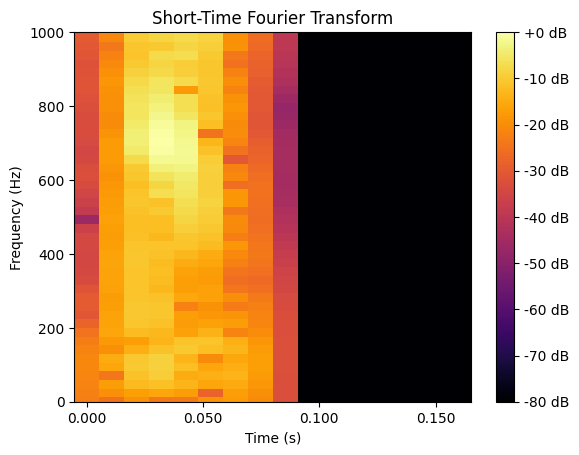 Short-Time Fourier Transform
1000
800
600
400
200
0
Frequency (Hz)
0.000
0.050
0.100
0.150
Time (s)
+0 dB
-10 dB
-20 dB
-30 dB
-40 dB
-50 dB
-60 dB
-70 dB
-80 dB